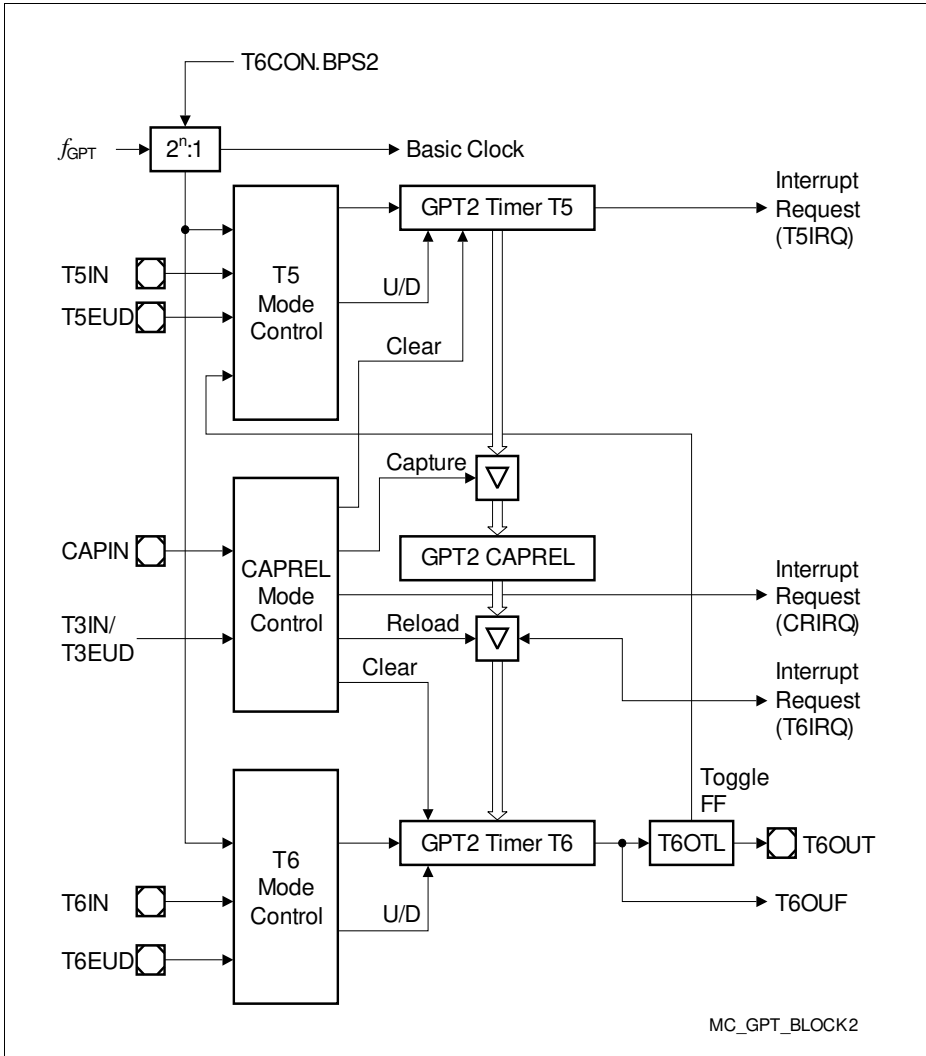 T6CON.BPS2
fGPT
2ⁿ:1
Basic Clock
Interrupt
Request
(T5IRQ)
GPT2 Timer T5
T5IN
T5EUD
T5
Mode
Control
U/D
Clear
Capture
CAPIN
T3IN/
T3EUD
CAPREL
Mode
Control
GPT2 CAPREL
Interrupt
Request
(CRIRQ)
Reload
Clear
Interrupt
Request
(T6IRQ)
Toggle
FF
GPT2 Timer T6
T6OTL
T6OUT
T6
Mode
Control
T6IN
T6EUD
U/D
T6OUF
MC_GPT_BLOCK2